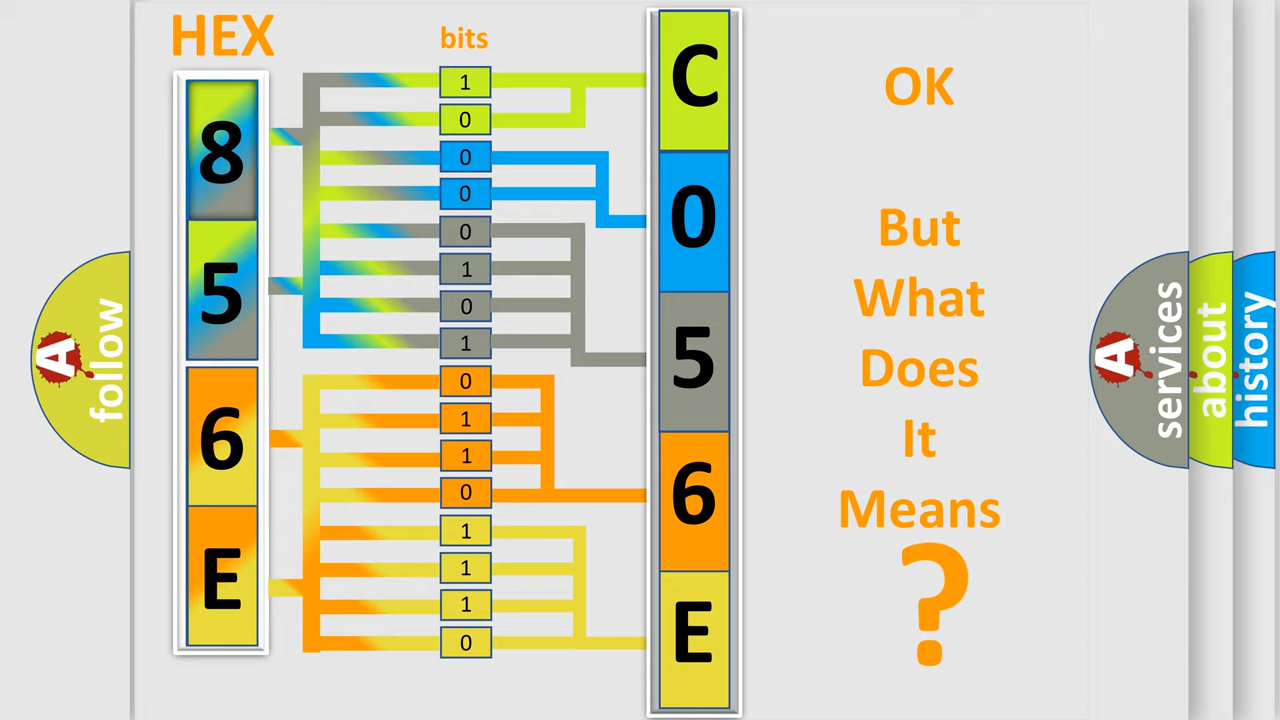 HEX
bits
8
5
6
E
1
0
0
0
0
1
0
1
0
1
1
0
1
1
1
0
C
0
5
6
E
OK
But
What
Does
It
Means
?
A
follow
A
services
about
history